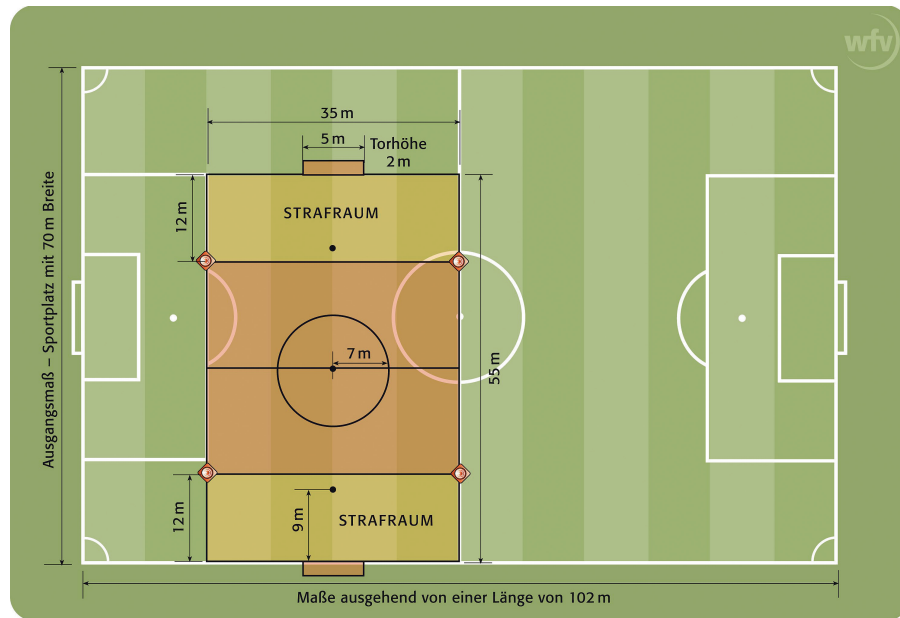 wfv
35 m
5 m
Torhöhe
2 m
12 m
STRAFRAUM
Ausgangsmaß – Sportplatz mit 70 m Breite
7 m
55 m
12 m
9 m
STRAFRAUM
Maße ausgehend von einer Länge von 102 m